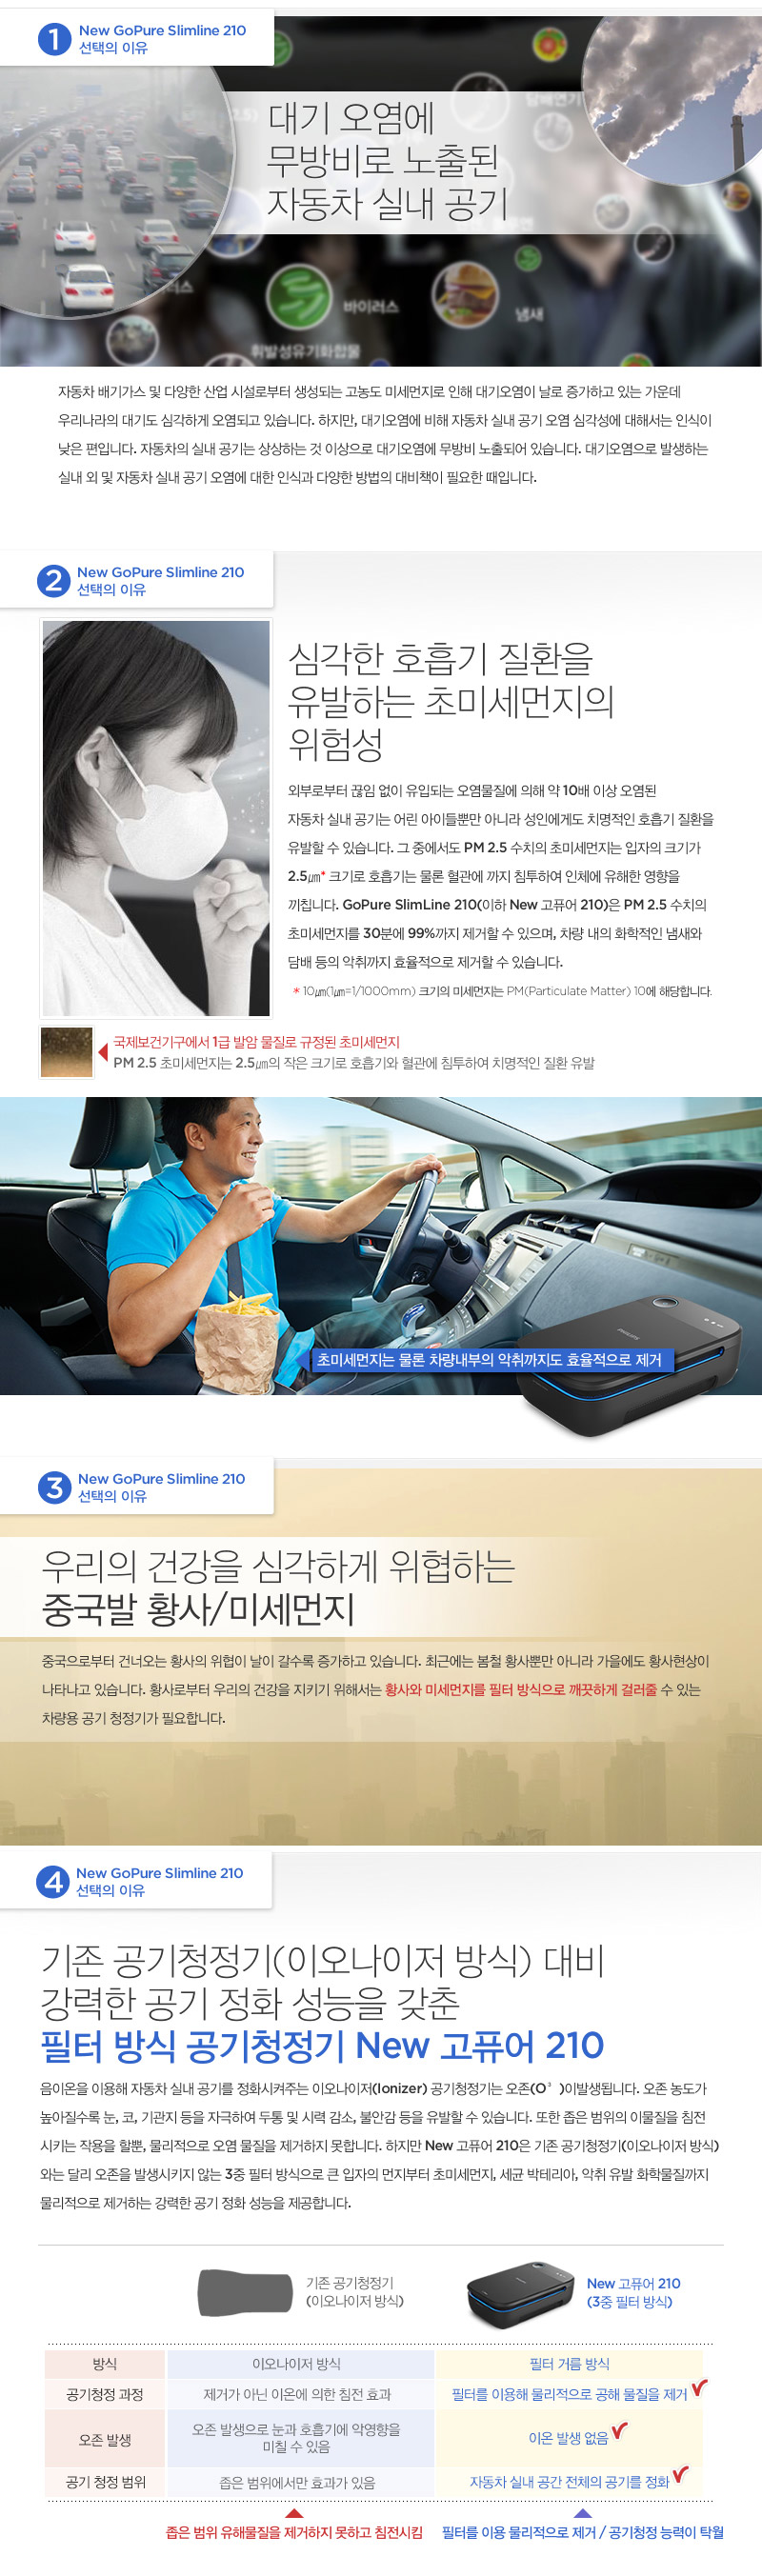 1 New GoPure Slimline 210
선택의 이유
대기 오염에
무방비로 노출된
자동차 실내 공기
바이러스
냄새
휘발성유기화합물
자동차 배기가스 및 다양한 산업 시설로부터 생성되는 고농도 미세먼지로 인해 대기오염이 날로 증가하고 있는 가운데
우리나라의 대기도 심각하게 오염되고 있습니다. 하지만, 대기오염에 비해 자동차 실내 공기 오염 심각성에 대해서는 인식이
낮은 편입니다. 자동차의 실내 공기는 상상하는 것 이상으로 대기오염에 무방비 노출되어 있습니다. 대기오염으로 발생하는
실내 외 및 자동차 실내 공기 오염에 대한 인식과 다양한 방법의 대비책이 필요한 때입니다.
2 New GoPure Slimline 210
선택의 이유
심각한 호흡기 질환을
유발하는 초미세먼지의
위험성
외부로부터 끊임 없이 유입되는 오염물질에 의해 약 10배 이상 오염된
자동차 실내 공기는 어린 아이들뿐만 아니라 성인에게도 치명적인 호흡기 질환을
유발할 수 있습니다. 그 중에서도 PM 2.5 수치의 초미세먼지는 입자의 크기가
2.5㎛* 크기로 호흡기는 물론 혈관에 까지 침투하여 인체에 유해한 영향을
끼칩니다. GoPure SlimLine 210(이하 New 고퓨어 210)은 PM 2.5 수치의
초미세먼지를 30분에 99%까지 제거할 수 있으며, 차량 내의 화학적인 냄새와
담배 등의 악취까지 효율적으로 제거할 수 있습니다.
* 10㎛(1㎛=1/1000mm) 크기의 미세먼지는 PM(Particulate Matter) 10에 해당합니다.
국제보건기구에서 1급 발암 물질로 규정된 초미세먼지
PM 2.5 초미세먼지는 2.5㎛의 작은 크기로 호흡기와 혈관에 침투하여 치명적인 질환 유발
PHILIPS
초미세먼지는 물론 차량내부의 악취까지도 효율적으로 제거
3 New GoPure Slimline 210
선택의 이유
우리의 건강을 심각하게 위협하는
중국발 황사/미세먼지
중국으로부터 건너오는 황사의 위협이 날이 갈수록 증가하고 있습니다. 최근에는 봄철 황사뿐만 아니라 가을에도 황사현상이
나타나고 있습니다. 황사로부터 우리의 건강을 지키기 위해서는 황사와 미세먼지를 필터 방식으로 깨끗하게 걸러줄 수 있는
차량용 공기 청정기가 필요합니다.
4 New GoPure Slimline 210
선택의 이유
기존 공기청정기(이오나이저 방식) 대비
강력한 공기 정화 성능을 갖춘
필터 방식 공기청정기 New 고퓨어 210
음이온을 이용해 자동차 실내 공기를 정화시켜주는 이오나이저(Ionizer) 공기청정기는 오존(O³ )이발생됩니다. 오존 농도가
높아질수록 눈, 코, 기관지 등을 자극하여 두통 및 시력 감소, 불안감 등을 유발할 수 있습니다. 또한 좁은 범위의 이물질을 침전
시키는 작용을 할뿐, 물리적으로 오염 물질을 제거하지 못합니다. 하지만 New 고퓨어 210은 기존 공기청정기(이오나이저 방식)
와는 달리 오존을 발생시키지 않는 3중 필터 방식으로 큰 입자의 먼지부터 초미세먼지, 세균 박테리아, 악취 유발 화학물질까지
물리적으로 제거하는 강력한 공기 정화 성능을 제공합니다.
기존 공기청정기
(이오나이저 방식)
New 고퓨어 210
(3중 필터 방식)
방식 이오나이저 방식 필터 거름 방식
공기청정 과정 제거가 아닌 이온에 의한 침전 효과 필터를 이용해 물리적으로 공해 물질을 제거
오존 발생 오존 발생으로 눈과 호흡기에 악영향을
미칠 수 있음 이온 발생 없음
공기 청정 범위 좁은 범위에서만 효과가 있음 자동차 실내 공간 전체의 공기를 정화
좁은 범위 유해물질을 제거하지 못하고 침전시킴 필터를 이용 물리적으로 제거 / 공기청정 능력이 탁월